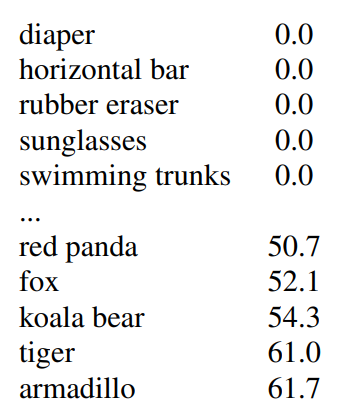 diaper 0.0
horizontal bar 0.0
rubber eraser 0.0
sunglasses 0.0
swimming trunks 0.0
...
red panda 50.7
fox 52.1
koala bear 54.3
tiger 61.0
armadillo 61.7